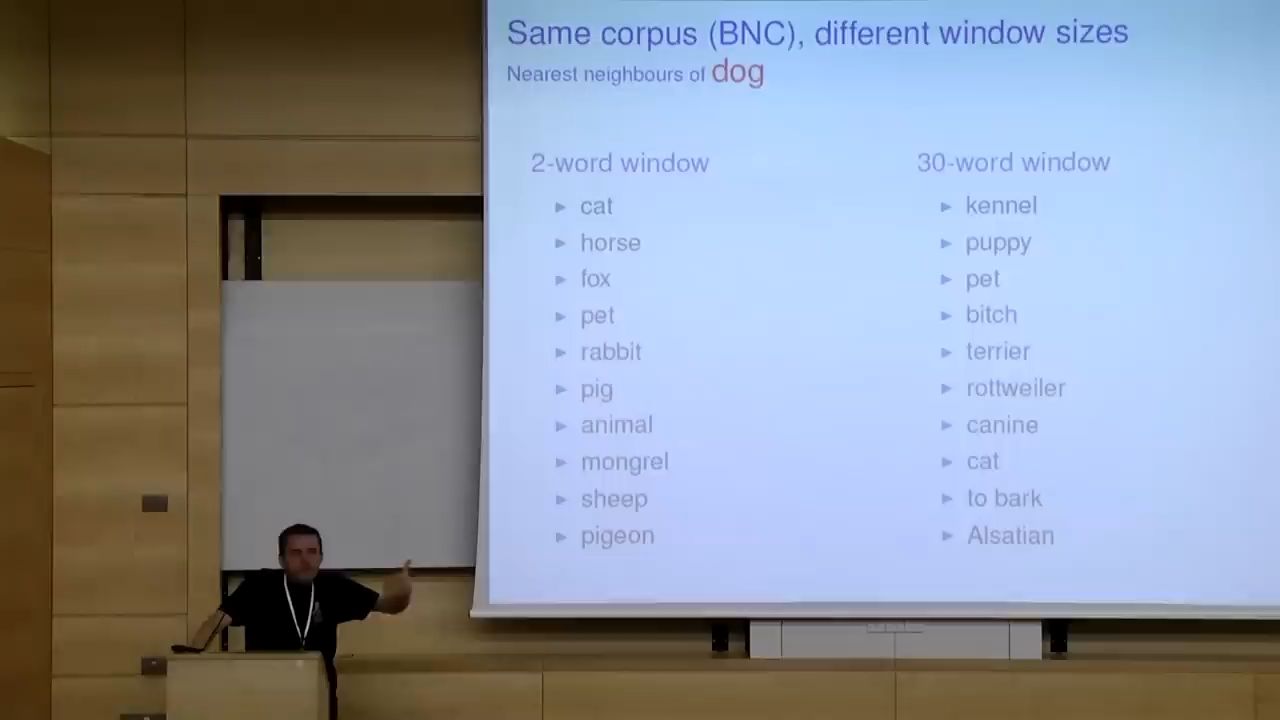 Same corpus (BNC), different window sizes
Nearest neighbours of dog
2-word window
► cat
► horse
► fox
► pet
► rabbit
► pig
► animal
► mongrel
► sheep
► pigeon
30-word window
► kennel
► puppy
► pet
► bitch
► terrier
► rottweiler
► canine
► cat
► to bark
► Alsatian